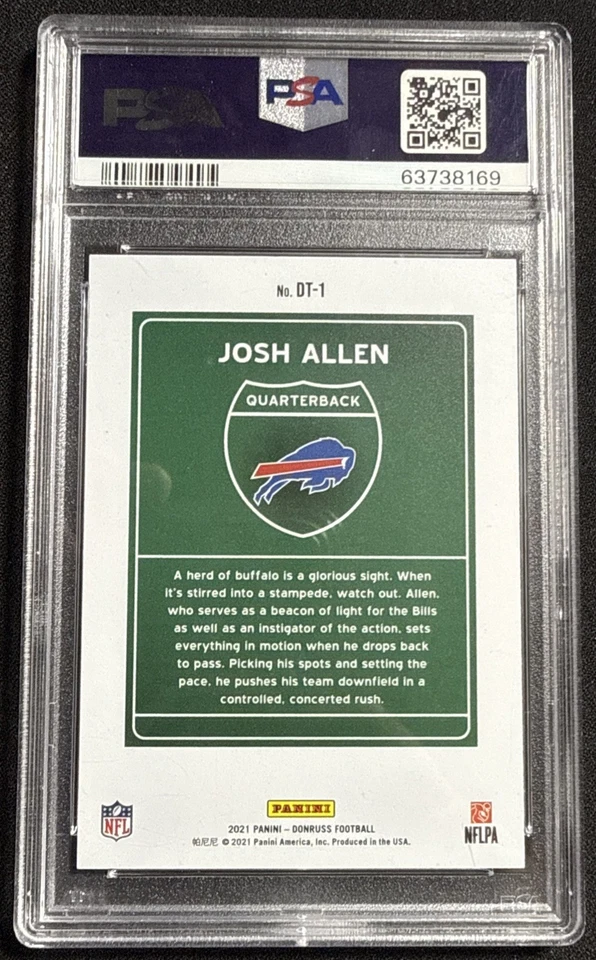 PSA
PSA
63738169
No. DT-1
JOSH ALLEN
QUARTERBACK
A herd of buffalo is a glorious sight. When
it's stirred into a stampede, watch out. Allen,
who serves as a beacon of light for the Bills
as well as an instigator of the action, sets
everything in motion when he drops back
to pass. Picking his spots and setting the
pace, he pushes his team downfield in a
controlled, concerted rush.
PANINI
NFL
NFLPA
2021 PANINI – DONRUSS FOOTBALL
帕尼尼 © 2021 Panini America, Inc. Produced in the USA.